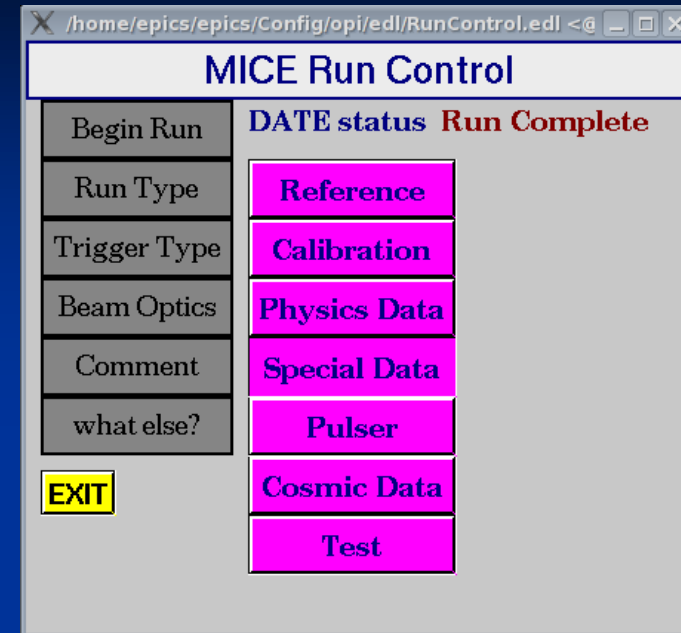 /home/epics/epics/Config/opi/edl/RunControl.edl <@
MICE Run Control
DATE status Run Complete
Begin Run
Run Type
Trigger Type
Beam Optics
Comment
what else?
EXIT
Reference
Calibration
Physics Data
Special Data
Pulser
Cosmic Data
Test